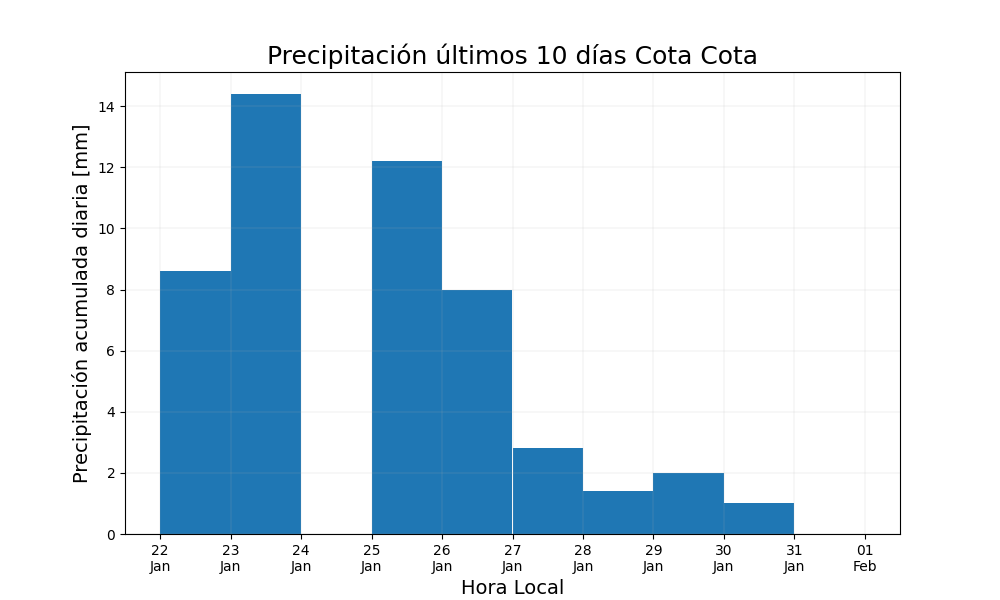 Precipitación últimos 10 días Cota Cota
Precipitación acumulada diaria [mm]
14
12
10
8
6
4
2
0
22 23 24 25 26 27 28 29 30 31 01
Jan Jan Jan Jan Jan Jan Jan Jan Jan Jan Feb
Hora Local